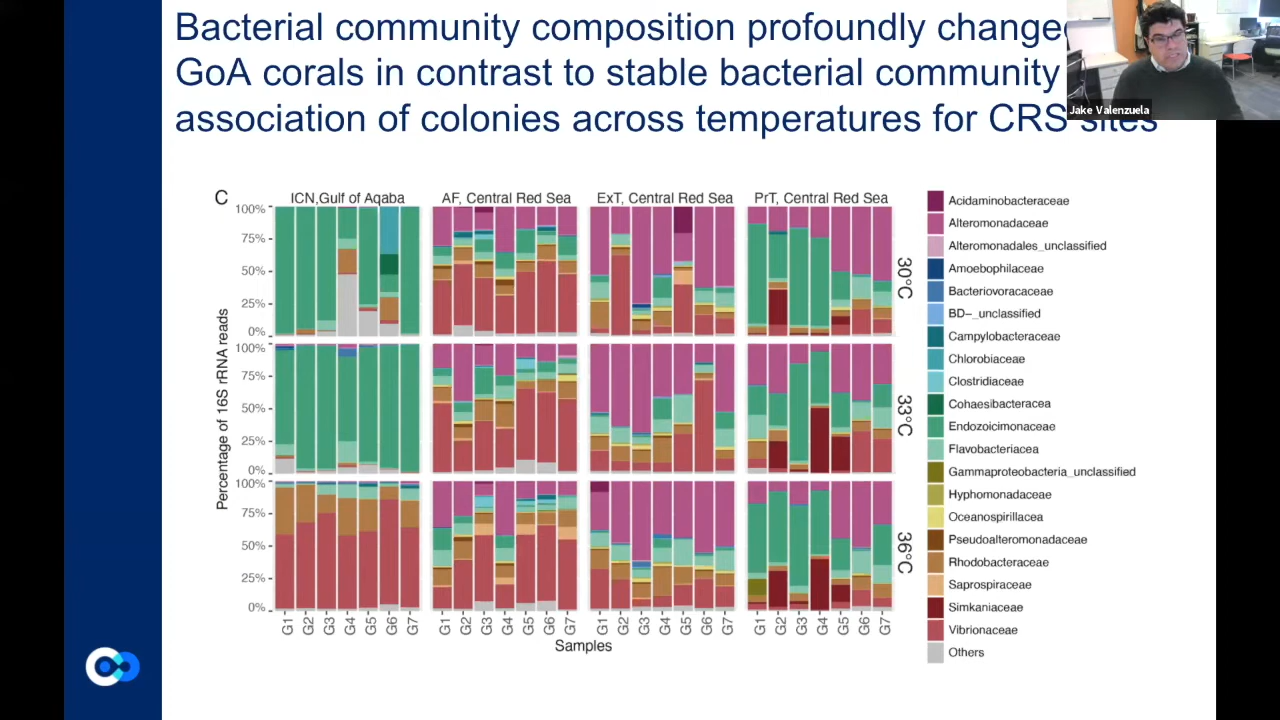 Bacterial community composition profoundly change
GoA corals in contrast to stable bacterial community
association of colonies across temperatures for CRS sites
Jake Valenzuela
C
ICN,Gulf of Aqaba
AF, Central Red Sea
ExT, Central Red Sea
PrT, Central Red Sea
Percentage of 16S rRNA reads
100%
75%
50%
25%
0%
30°C
100%
75%
50%
25%
0%
33°C
100%
75%
50%
25%
0%
36°C
G1 G2 G3 G4 G5 G6 G7
G1 G2 G3 G4 G5 G6 G7
G1 G2 G3 G4 G5 G6 G7
G1 G2 G3 G4 G5 G6 G7
Samples
Acidaminobacteraceae
Alteromonadaceae
Alteromonadales_unclassified
Amoebophilaceae
Bacteriovoracaceae
BD–_unclassified
Campylobacteraceae
Chlorobiaceae
Clostridiaceae
Cohaesibacteracea
Endozoicimonaceae
Flavobacteriacea
Gammaproteobacteria_unclassified
Hyphomonadaceae
Oceanospirillacea
Pseudoalteromonadaceae
Rhodobacteraceae
Saprospiraceae
Simkaniaceae
Vibrionaceae
Others